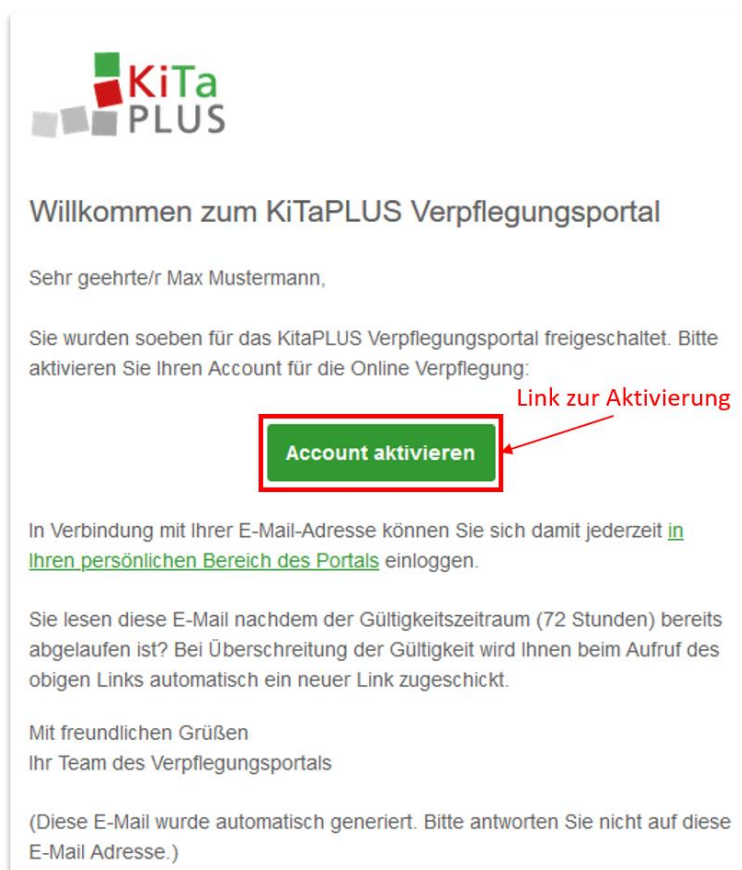 KiTa
PLUS
Willkommen zum KiTaPLUS Verpflegungsportal
Sehr geehrte/r Max Mustermann,
Sie wurden soeben für das KitaPLUS Verpflegungsportal freigeschaltet. Bitte
aktivieren Sie Ihren Account für die Online Verpflegung:
Link zur Aktivierung
Account aktivieren
In Verbindung mit Ihrer E-Mail-Adresse können Sie sich damit jederzeit in
Ihren persönlichen Bereich des Portals einloggen.
Sie lesen diese E-Mail nachdem der Gültigkeitszeitraum (72 Stunden) bereits
abgelaufen ist? Bei Überschreitung der Gültigkeit wird Ihnen beim Aufruf des
obigen Links automatisch ein neuer Link zugeschickt.
Mit freundlichen Grüßen
Ihr Team des Verpflegungsportals
(Diese E-Mail wurde automatisch generiert. Bitte antworten Sie nicht auf diese
E-Mail Adresse.)